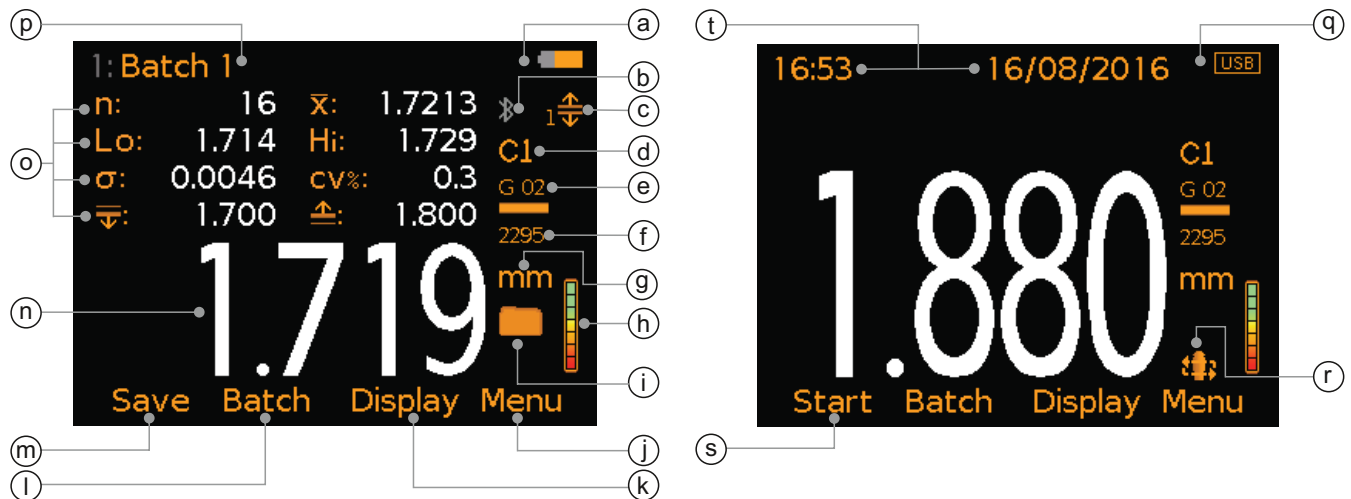 p
a
1: Batch 1
b
n: 16 x̄: 1.7213
1
c
Lo: 1.714 Hi: 1.729
C1
d
o
σ: 0.0046 cv%: 0.3
G 02
e
: 1.700 : 1.800
2295
f
1.719
mm
g
n
h
i
Save Batch Display Menu
m
j
l
k
t
q
16:53 16/08/2016 USB
C1
G 02
2295
1.880
mm
r
Start Batch Display Menu
s